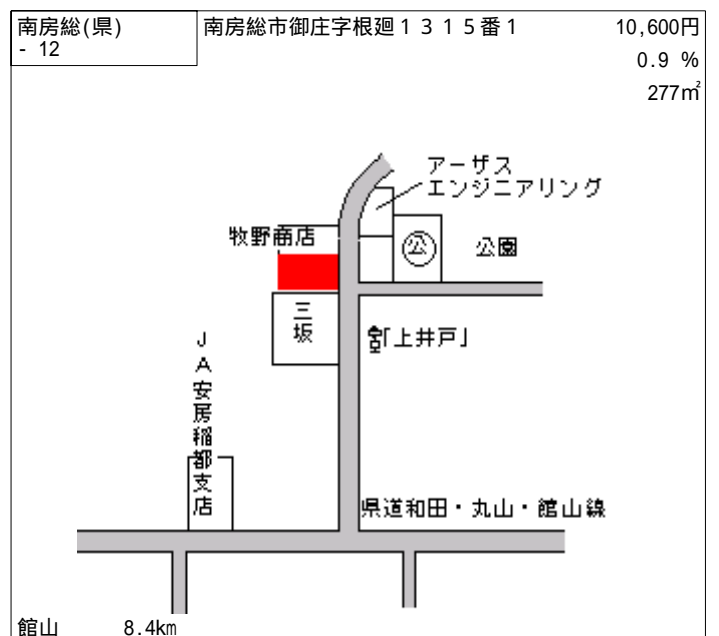 南房総(県)
- 12
南房総市御庄字根廻１３１５番１
10,600円
0.9 %
277㎡
アーザス
エンジニアリング
牧野商店
公
公園
三坂
「上井戸」
ＪＡ安房稲都支店
県道和田・丸山・館山線
館山 8.4km